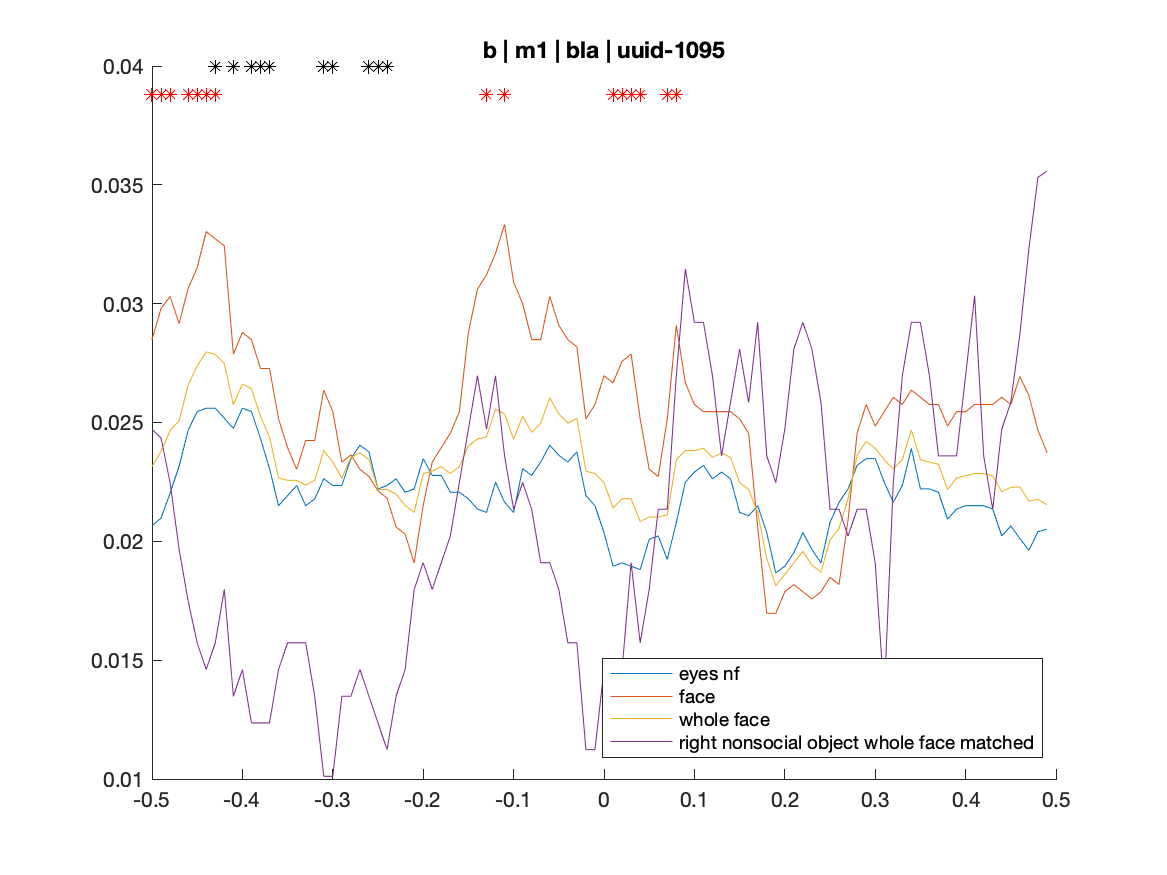 b | m1 | bla | uuid-1095
0.04
0.035
0.03
0.025
0.02
0.015
0.01
-0.5 -0.4 -0.3 -0.2 -0.1 0 0.1 0.2 0.3 0.4 0.5
eyes nf
face
whole face
right nonsocial object whole face matched